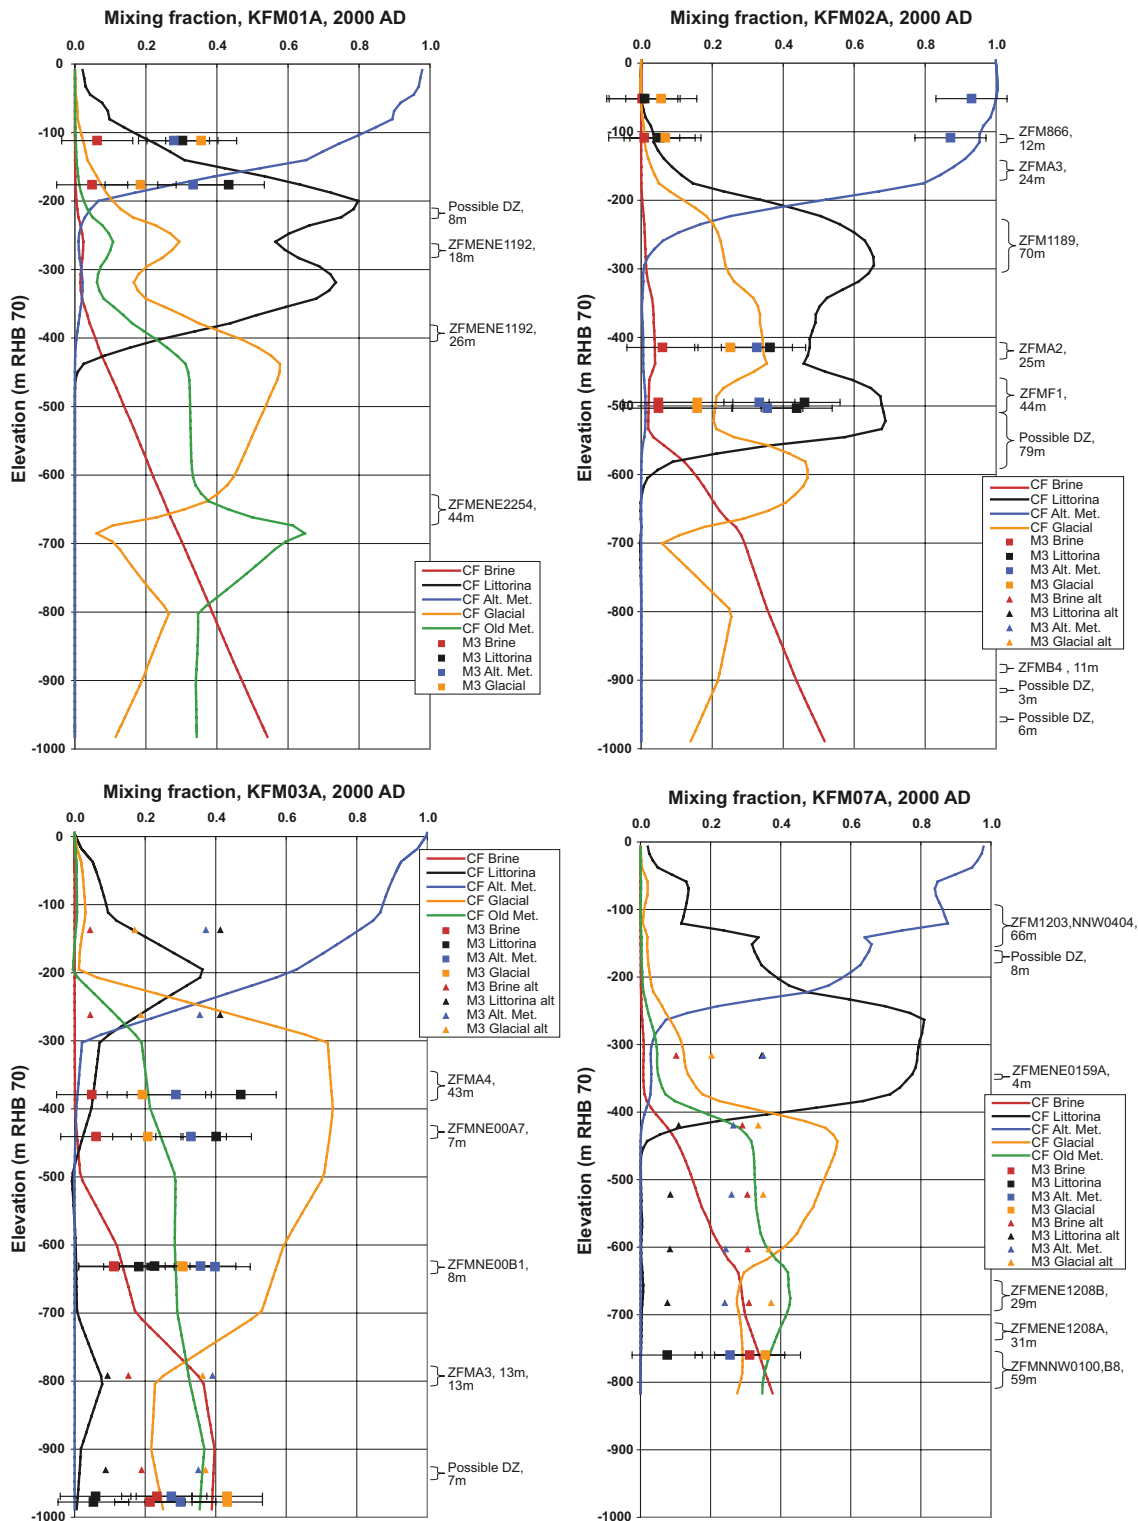 Mixing fraction, KFM01A, 2000 AD
0.0 0.2 0.4 0.6 0.8 1.0
0
-100
-200
-300
-400
-500
-600
-700
-800
-900
-1000
Elevation (m RHB 70)
Possible DZ,
8m
ZFMENE1192,
18m
ZFMENE1192,
26m
ZFMENE2254,
44m
CF Brine
CF Littorina
CF Alt. Met.
CF Glacial
CF Old Met.
M3 Brine
M3 Littorina
M3 Alt. Met.
M3 Glacial
Mixing fraction, KFM02A, 2000 AD
0.0 0.2 0.4 0.6 0.8 1.0
0
-100
-200
-300
-400
-500
-600
-700
-800
-900
-1000
Elevation (m RHB 70)
ZFM866,
12m
ZFMA3,
24m
ZFM1189,
70m
ZFMA2,
25m
ZFMF1,
44m
Possible DZ,
79m
CF Brine
CF Littorina
CF Alt. Met.
CF Glacial
M3 Brine
M3 Littorina
M3 Alt. Met.
M3 Glacial
M3 Brine alt
M3 Littorina alt
M3 Alt. Met.
M3 Glacial alt
ZFMB4 , 11m
Possible DZ,
3m
Possible DZ,
6m
Mixing fraction, KFM03A, 2000 AD
0.0 0.2 0.4 0.6 0.8 1.0
0
-100
-200
-300
-400
-500
-600
-700
-800
-900
-1000
Elevation (m RHB 70)
CF Brine
CF Littorina
CF Alt. Met.
CF Glacial
CF Old Met.
M3 Brine
M3 Littorina
M3 Alt. Met.
M3 Glacial
M3 Brine alt
M3 Littorina alt
M3 Alt. Met.
M3 Glacial alt
ZFMA4,
43m
ZFMNE00A7,
7m
ZFMNE00B1,
8m
ZFMA3, 13m,
13m
Possible DZ,
7m
Mixing fraction, KFM07A, 2000 AD
0.0 0.2 0.4 0.6 0.8 1.0
0
-100
-200
-300
-400
-500
-600
-700
-800
-900
-1000
Elevation (m RHB 70)
ZFM1203,NNW0404,
66m
Possible DZ,
8m
ZFMENE0159A,
4m
CF Brine
CF Littorina
CF Alt. Met.
CF Glacial
CF Old Met.
M3 Brine
M3 Littorina
M3 Alt. Met.
M3 Glacial
M3 Brine alt
M3 Littorina alt
M3 Alt. Met.
M3 Glacial alt
ZFMENE1208B,
29m
ZFMENE1208A,
31m
ZFMNNW0100,B8,
59m